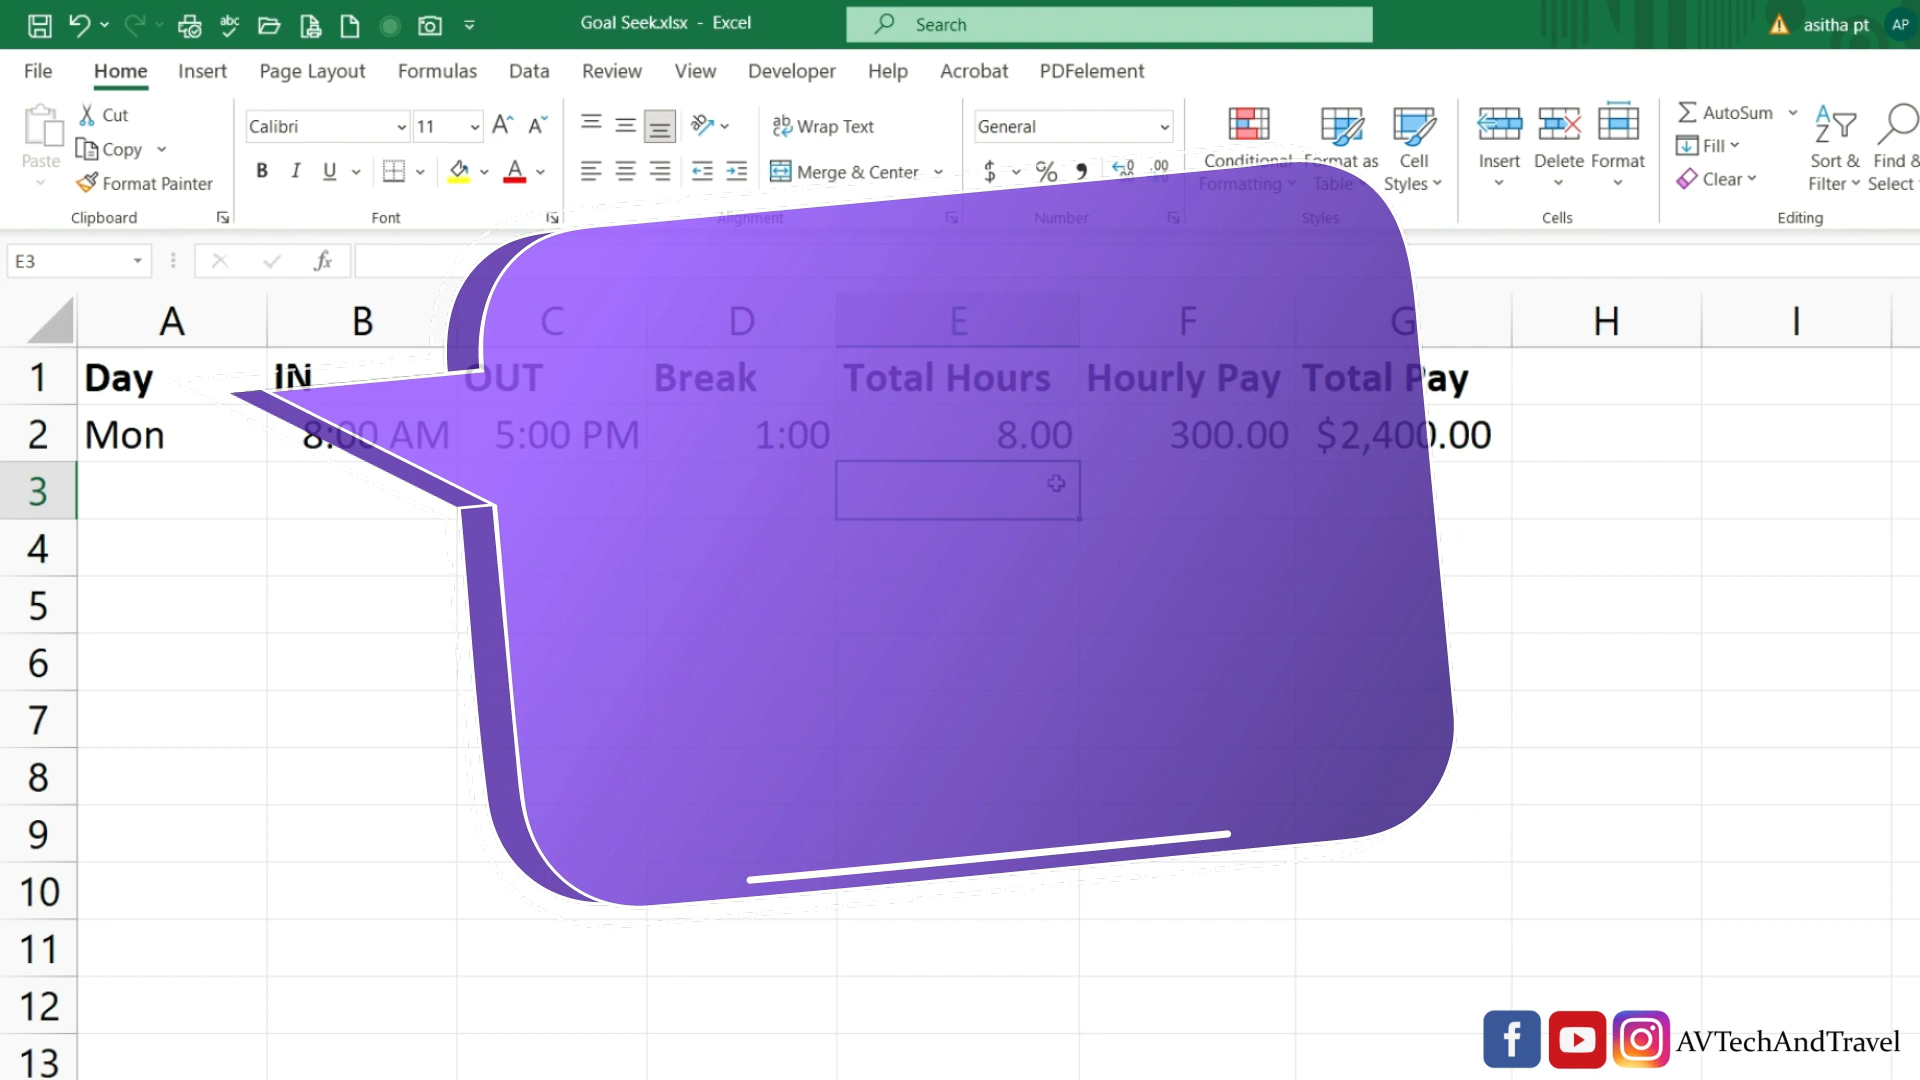 Goal Seek.xlsx - Excel
Search
asitha pt
AP
File Home Insert Page Layout Formulas Data Review View Developer Help Acrobat PDFelement
Paste
Cut
Copy
Format Painter
Clipboard
Calibri 11
B I U
Font
Wrap Text
Merge & Center
Alignment
General
$ % ,
Number
Conditional Formatting
Format as Table
Cell Styles
Styles
Insert Delete Format
Cells
AutoSum
Fill
Clear
Sort & Filter
Find & Select
Editing
E3 fx
A B C D E F G H I
1 Day IN OUT Break Total Hours Hourly Pay Total Pay
2 Mon 8:00 AM 5:00 PM 1:00 8.00 300.00 $2,400.00
3
4
5
6
7
8
9
10
11
12
13
AVTechAndTravel